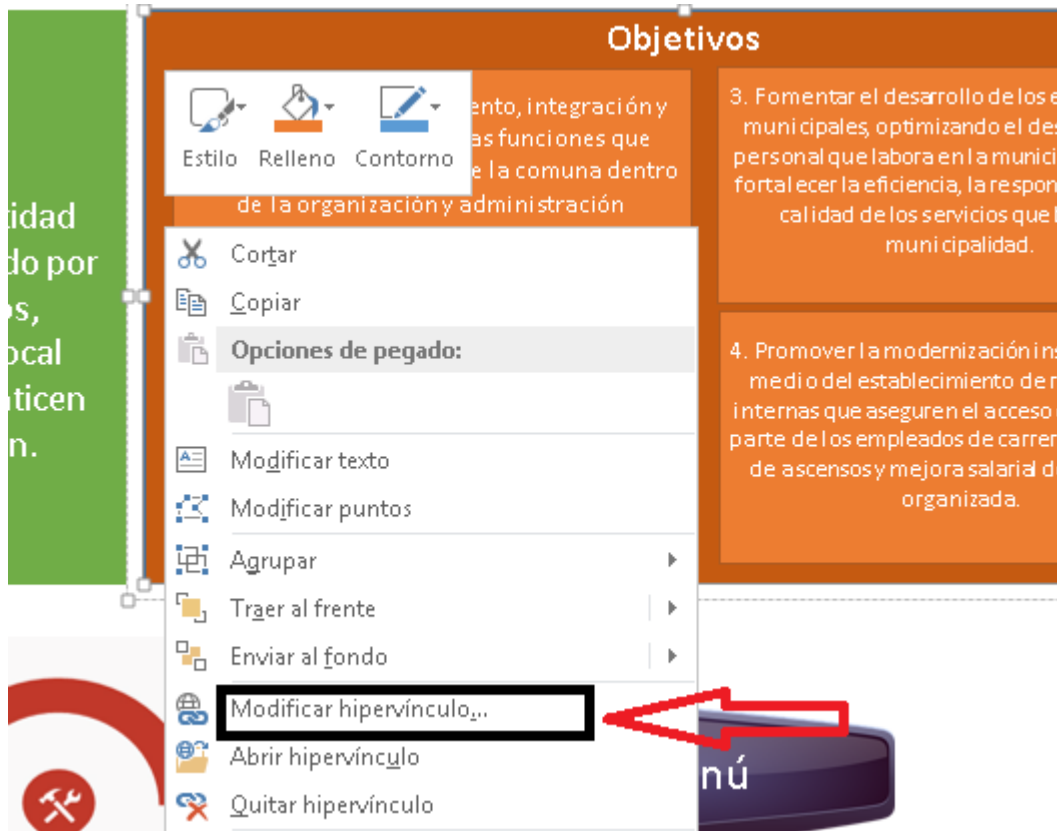 Objetivos
Estilo Relleno Contorno
ento, integración y
as funciones que
e la comuna dentro
de la organización y administración
3. Fomentar el desarrollo de los e
municipales, optimizando el des
personal que labora en la munici
fortalecer la eficiencia, la respon
calidad de los servicios que
municipalidad.
4. Promover la modernización ins
medio del establecimiento de
internas que aseguren el acceso
parte de los empleados de carrer
de ascensos y mejora salarial d
organizada.
idad
do por
os,
ocal
ticen
n.
Cortar
Copiar
Opciones de pegado:
Modificar texto
Modificar puntos
Agrupar
Traer al frente
Enviar al fondo
Modificar hipervínculo...
Abrir hipervínculo
Quitar hipervínculo
nú